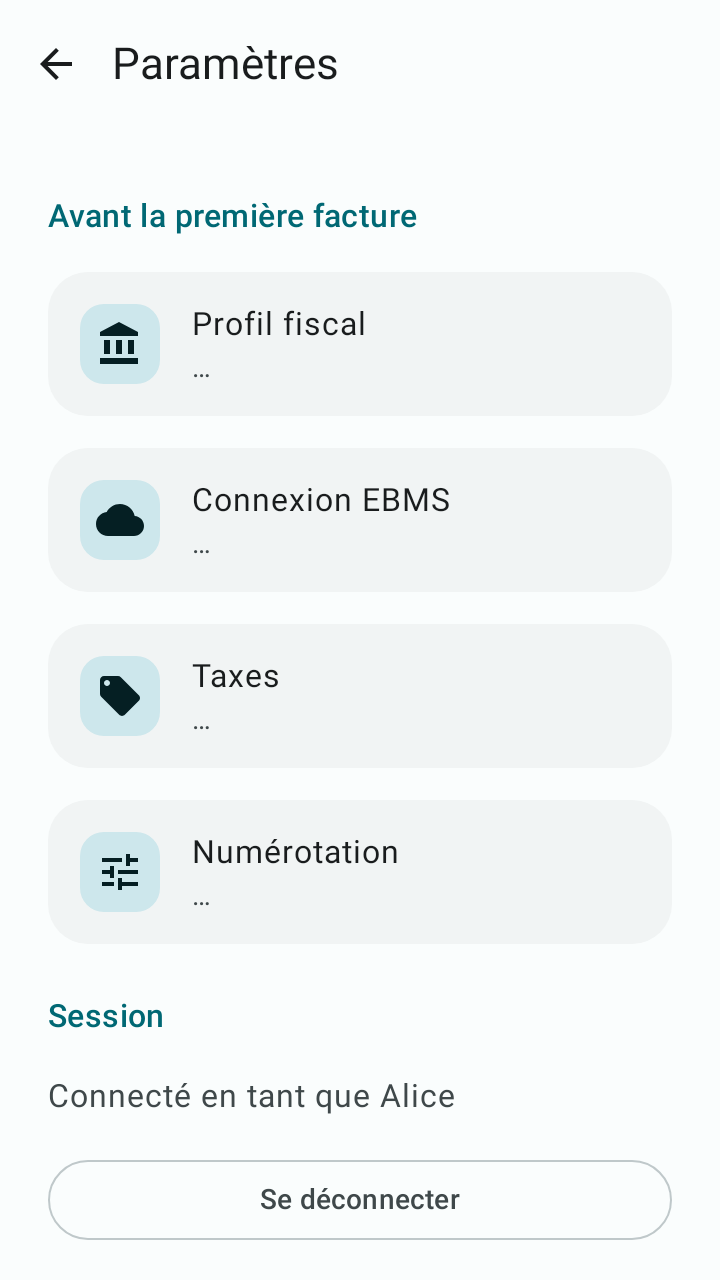 Paramètres
Avant la première facture
Profil fiscal
…
Connexion EBMS
…
Taxes
…
Numérotation
…
Session
Connecté en tant que Alice
Se déconnecter